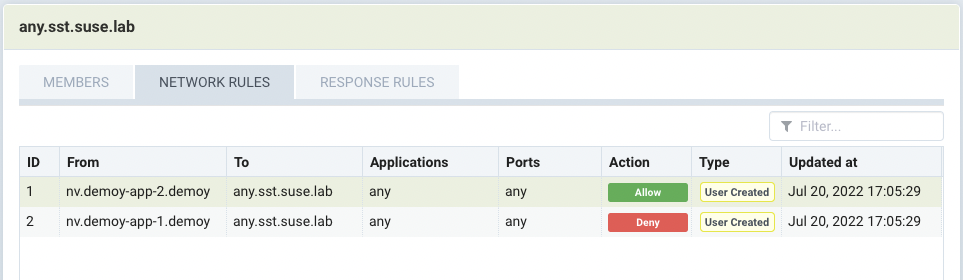 any.sst.suse.lab
MEMBERS NETWORK RULES RESPONSE RULES
Filter...
ID From To Applications Ports Action Type Updated at
1 nv.demoy-app-2.demoy any.sst.suse.lab any any Allow User Created Jul 20, 2022 17:05:29
2 nv.demoy-app-1.demoy any.sst.suse.lab any any Deny User Created Jul 20, 2022 17:05:29